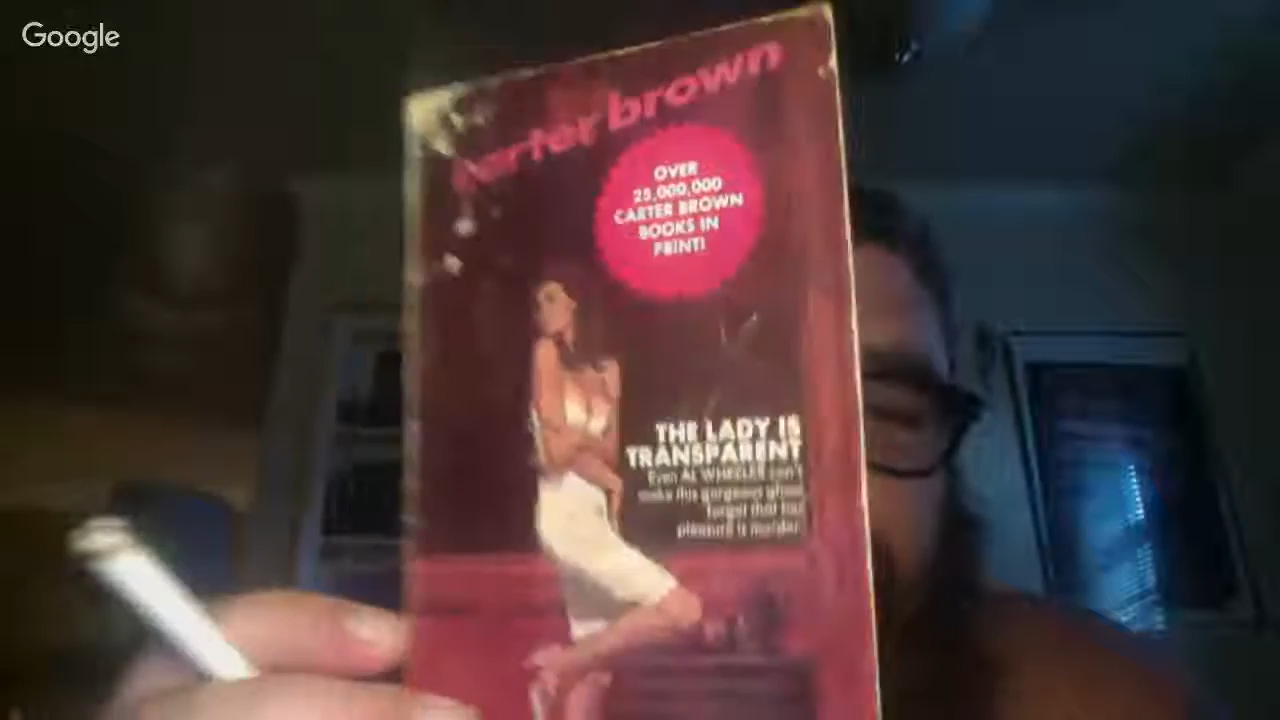 Google
carter brown
OVER
25,000,000
CARTER BROWN
BOOKS IN
PRINT!
THE LADY IS
TRANSPARENT
Even AL WHEELER can't
make this gorgeous ghost
forget that her
pleasure is murder.